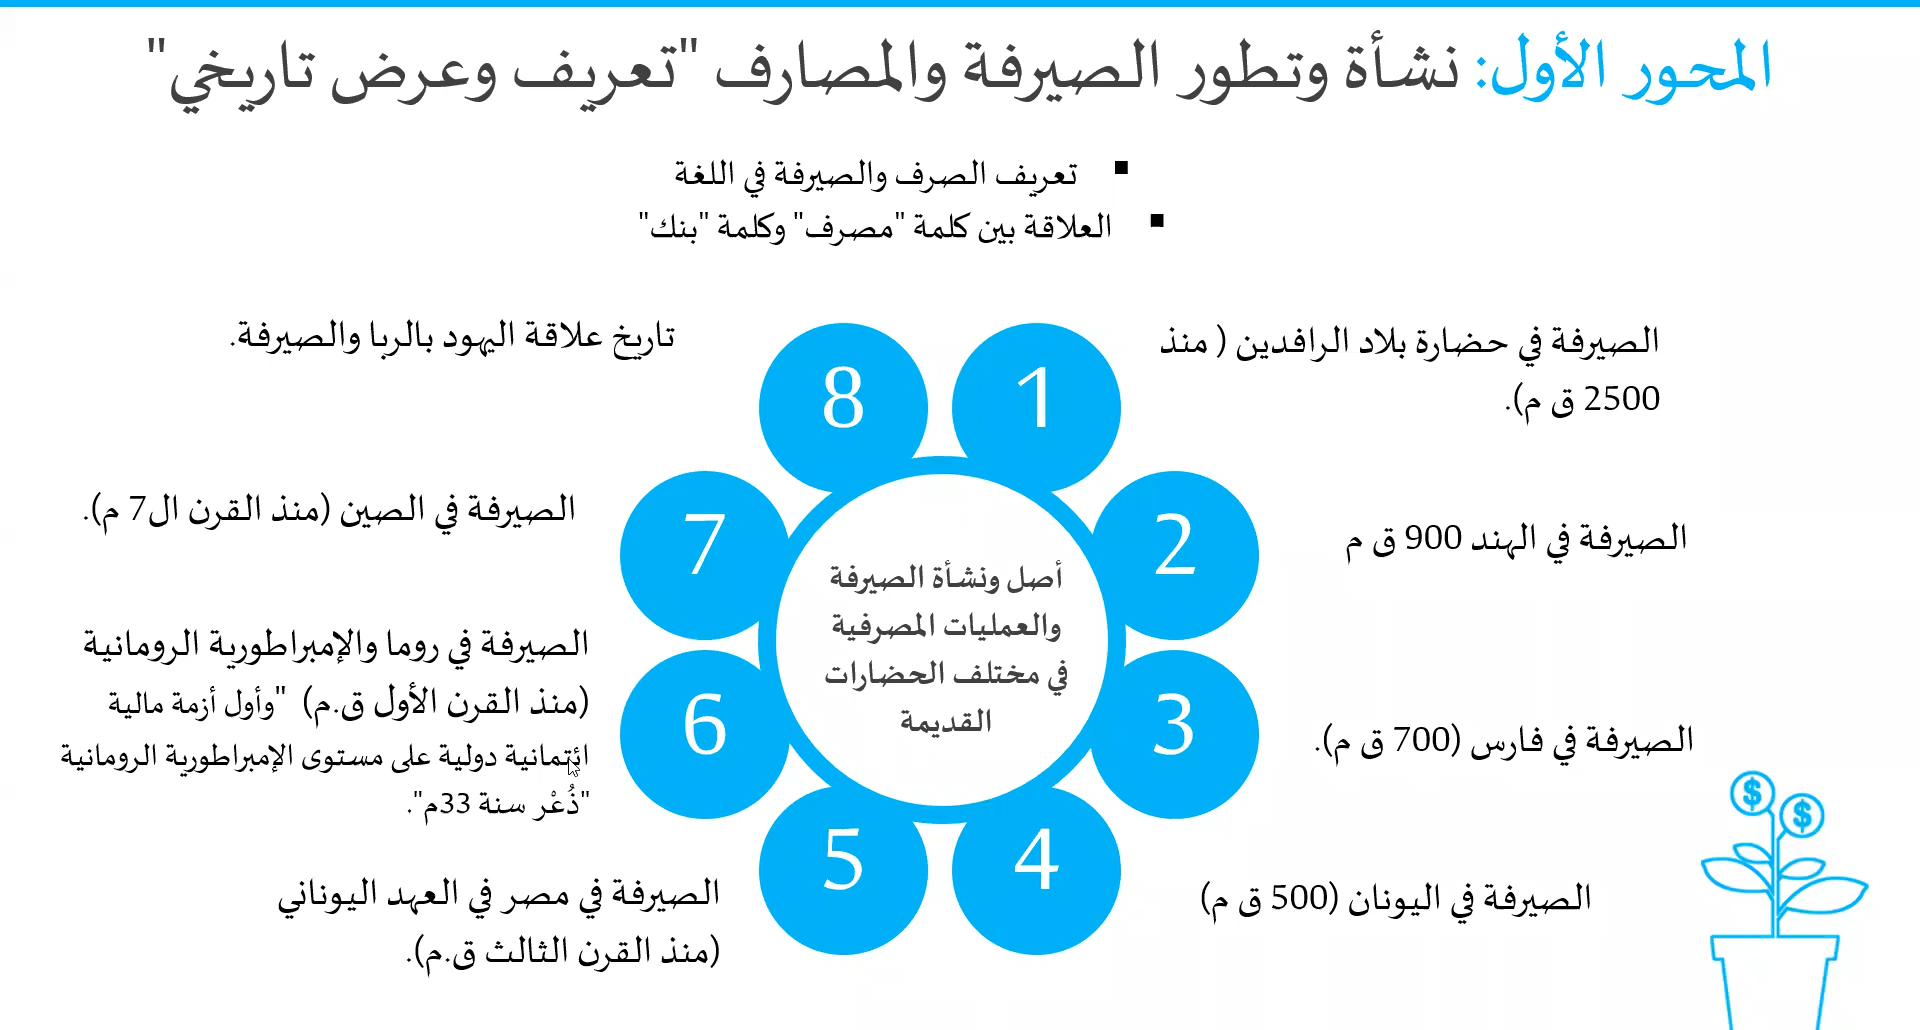 المحور الأول: نشأة وتطور الصيرفة والمصارف "تعريف وعرض تاريخي"
▪ تعريف الصرف والصيرفة في اللغة
▪ العلاقة بين كلمة "مصرف" وكلمة "بنك"
أصل ونشأة الصيرفة
والعمليات المصرفية
في مختلف الحضارات
القديمة
1
الصيرفة في حضارة بلاد الرافدين ( منذ
2500 ق م).
2
الصيرفة في الهند 900 ق م
3
الصيرفة في فارس (700 ق م).
4
الصيرفة في اليونان (500 ق م)
5
الصيرفة في مصر في العهد اليوناني
(منذ القرن الثالث ق.م).
6
الصيرفة في روما والإمبراطورية الرومانية
(منذ القرن الأول ق.م) "وأول أزمة مالية
ائتمانية دولية على مستوى الإمبراطورية الرومانية
"ذُعْر سنة 33م".
7
الصيرفة في الصين (منذ القرن ال7 م).
8
تاريخ علاقة اليهود بالربا والصيرفة.
$
$